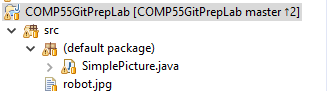 COMP55GitPrepLab [COMP55GitPrepLab master ↑2]
src
(default package)
SimplePicture.java
robot.jpg